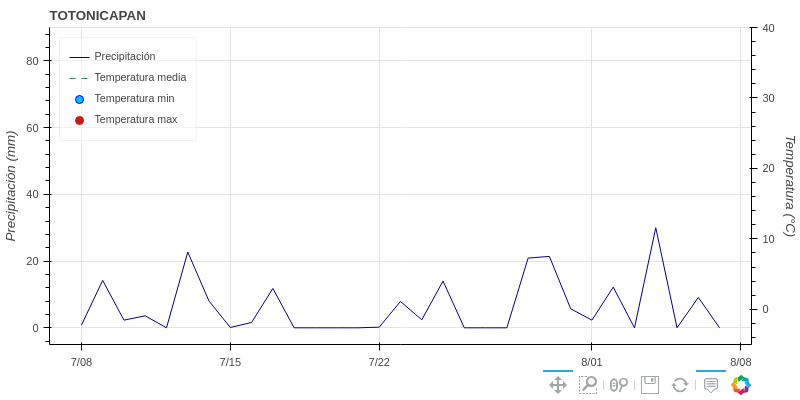 TOTONICAPAN
Precipitación
Temperatura media
Temperatura min
Temperatura max
Precipitación (mm)
80
60
40
20
0
Temperatura (°C)
40
30
20
10
0
7/08
7/15
7/22
8/01
8/08